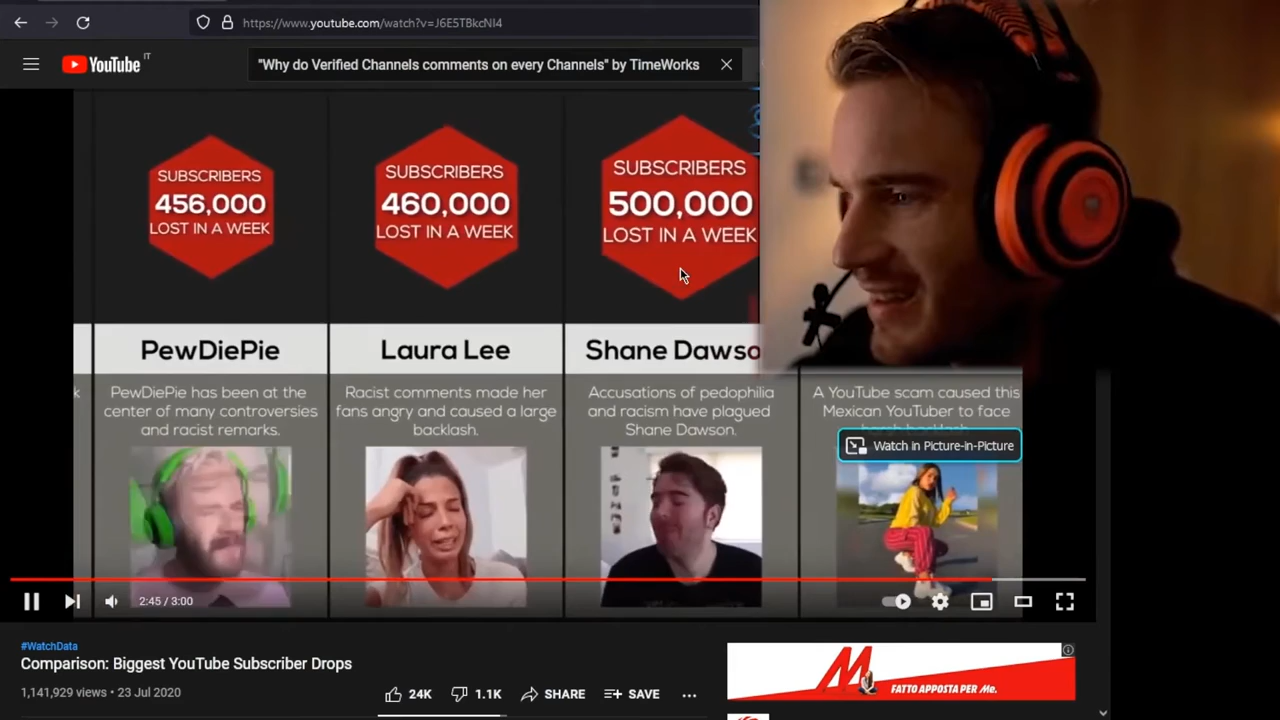 https://www.youtube.com/watch?v=J6E5TBkcNI4
YouTube IT
"Why do Verified Channels comments on every Channels" by TimeWorks
SUBSCRIBERS
456,000
LOST IN A WEEK
SUBSCRIBERS
460,000
LOST IN A WEEK
SUBSCRIBERS
500,000
LOST IN A WEEK
PewDiePie
Laura Lee
Shane Dawso
k
PewDiePie has been at the
center of many controversies
and racist remarks.
Racist comments made her
fans angry and caused a large
backlash.
Accusations of pedophilia
and racism have plagued
Shane Dawson.
A YouTube scam caused this
Mexican YouTuber to face
harsh backlash.
Watch in Picture-in-Picture
2:45 / 3:00
#WatchData
Comparison: Biggest YouTube Subscriber Drops
1,141,929 views • 23 Jul 2020
24K
1.1K
SHARE
SAVE
M
FATTO APPOSTA PER Me.